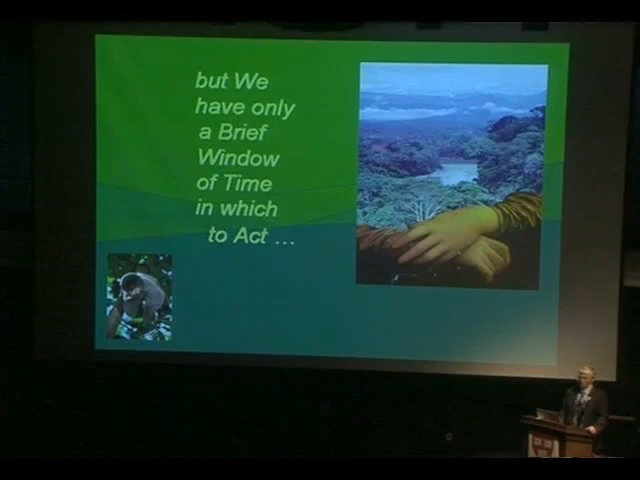 but We
have only
a Brief
Window
of Time
in which
to Act ...